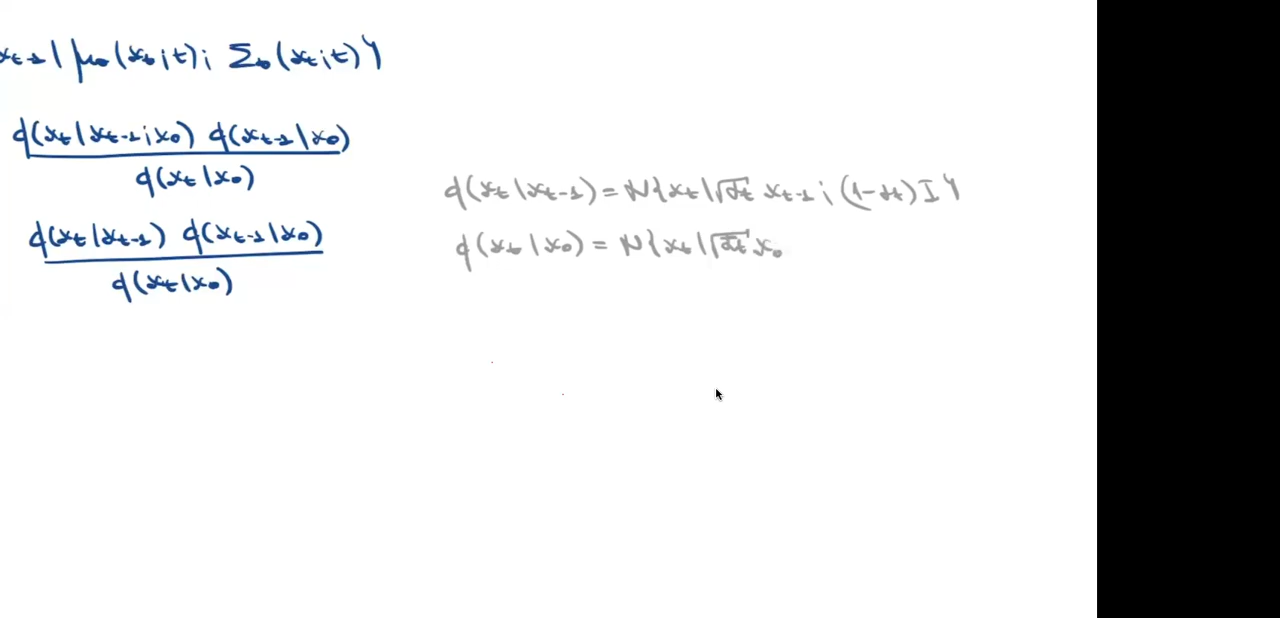 x_{t-1} | μ_θ(x_t; t); Σ_θ(x_t; t)}
q(x_t|x_{t-1}; x_0) q(x_{t-1}|x_0)
q(x_t|x_0)
q(x_t|x_{t-1}) q(x_{t-1}|x_0)
q(x_t|x_0)
q(x_t|x_{t-1}) = N{x_t|√α_t x_{t-1}; (1-α_t) I}
q(x_t|x_0) = N{x_t|√ᾱ_t x_0